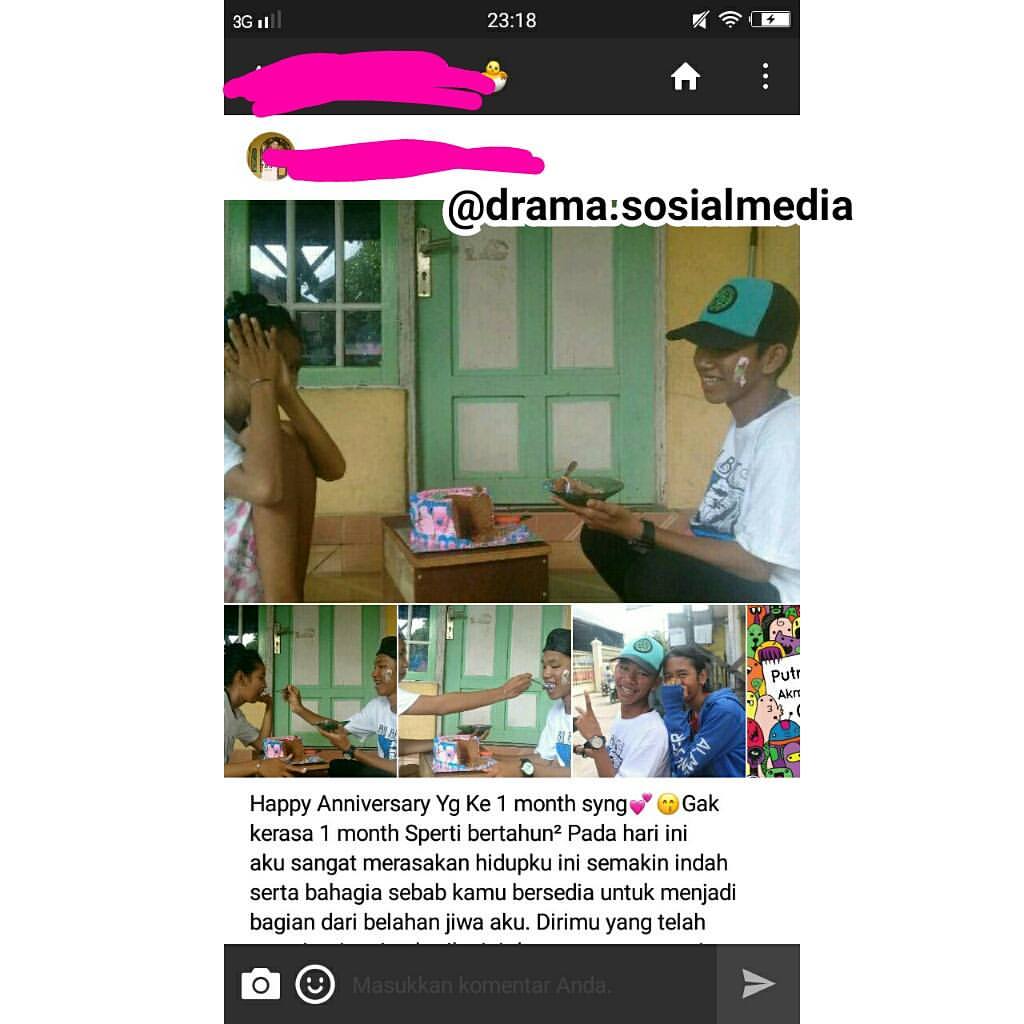 3G
23:18
@drama.sosialmedia
Putr
Akm
Happy Anniversary Yg Ke 1 month syng💕😙Gak
kerasa 1 month Sperti bertahun² Pada hari ini
aku sangat merasakan hidupku ini semakin indah
serta bahagia sebab kamu bersedia untuk menjadi
bagian dari belahan jiwa aku. Dirimu yang telah
Masukkan komentar Anda.